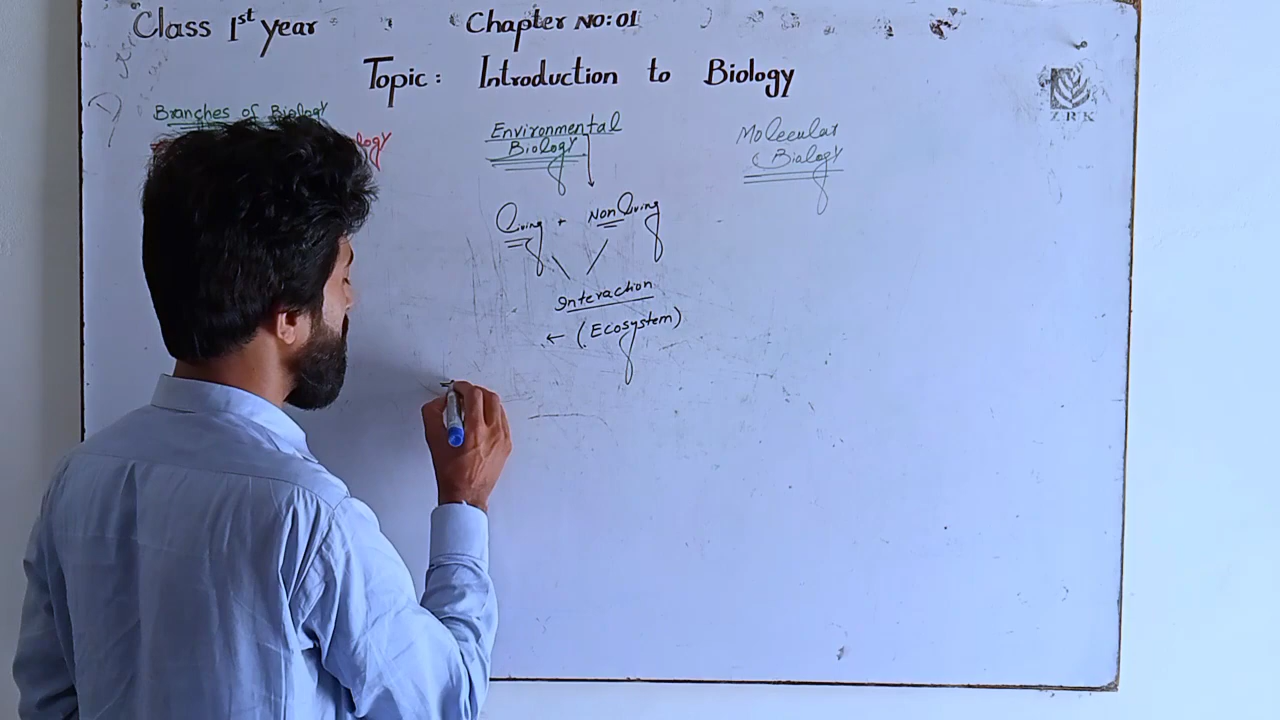 Class 1st year
Chapter NO:01
Topic: Introduction to Biology
ZRK
Branches of Biology
Environmental
Biology
Molecular
Biology
Living + Non Living
Interaction
← (Ecosystem)